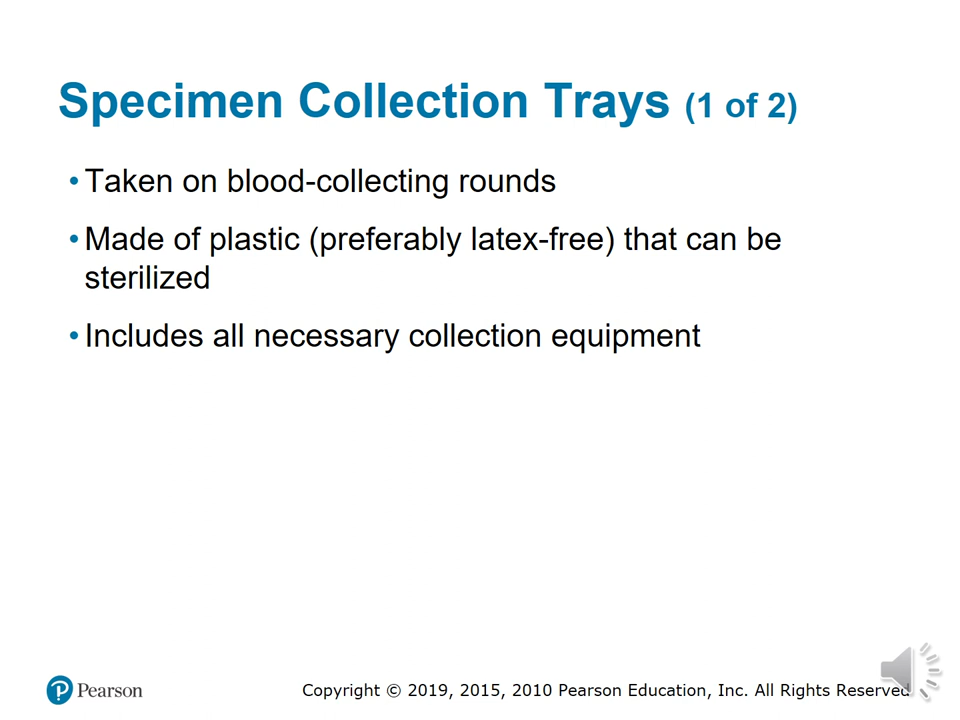 Specimen Collection Trays (1 of 2)
• Taken on blood-collecting rounds
• Made of plastic (preferably latex-free) that can be
sterilized
• Includes all necessary collection equipment
Pearson
Copyright © 2019, 2015, 2010 Pearson Education, Inc. All Rights Reserved